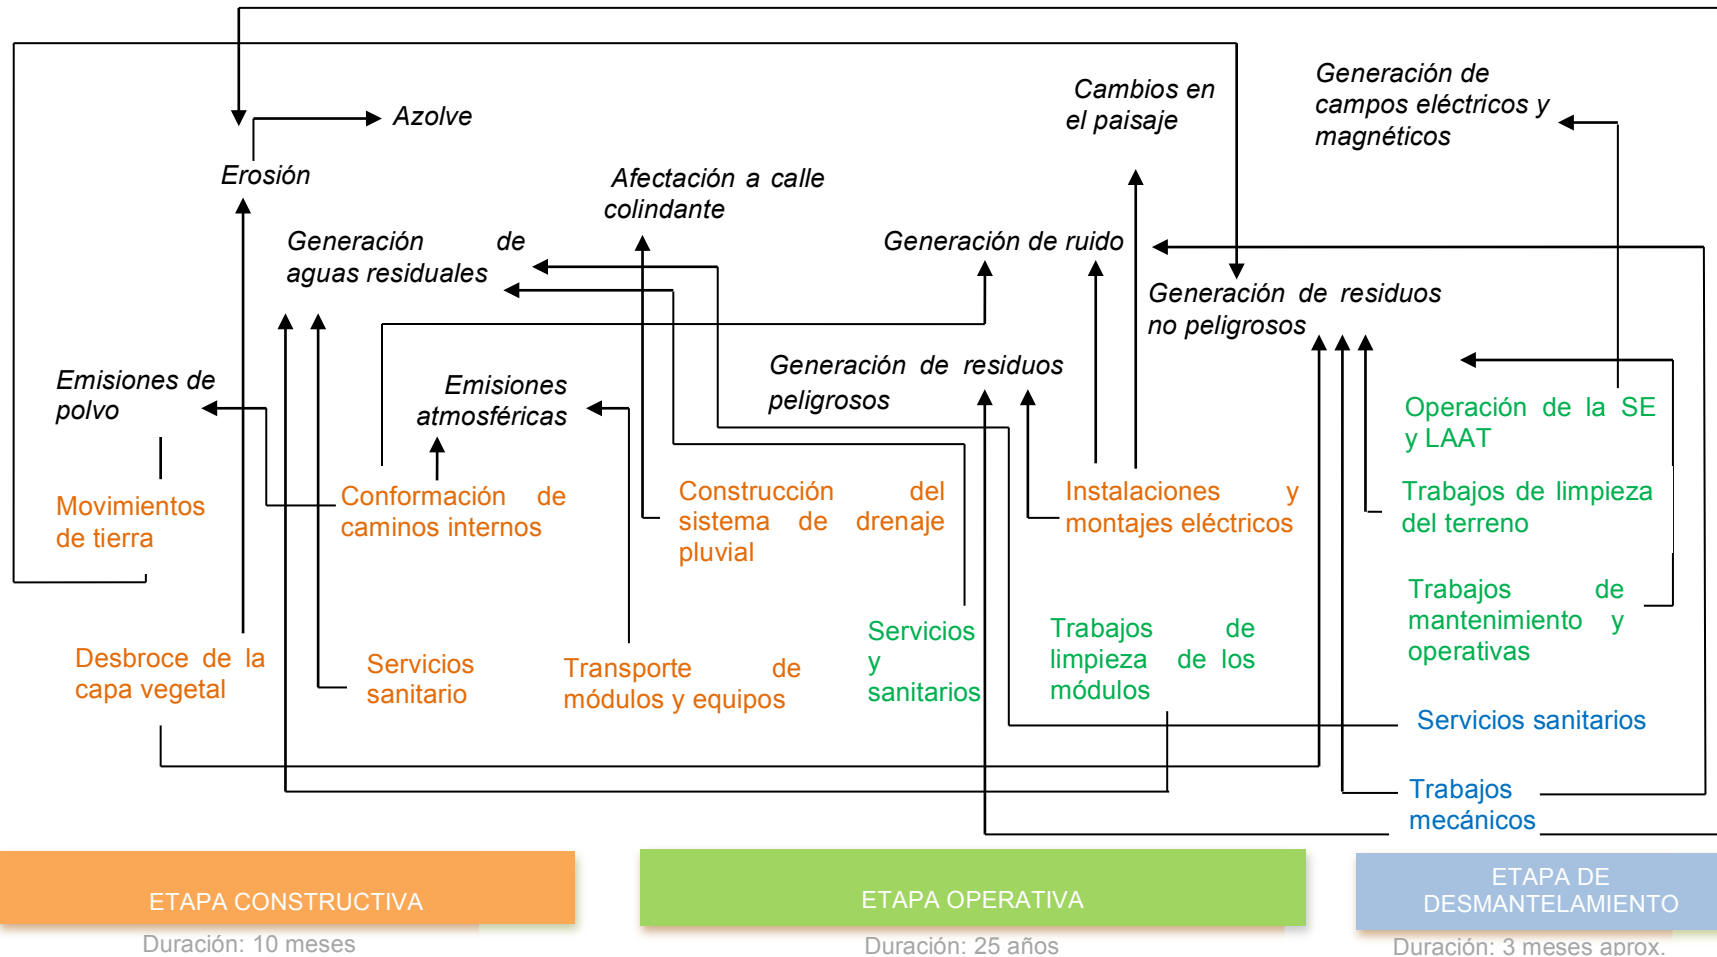 Azolve
Erosión
Cambios en
el paisaje
Generación de
campos eléctricos y
magnéticos
Afectación a calle
colindante
Generación de
aguas residuales
Generación de ruido
Generación de residuos
no peligrosos
Emisiones de
polvo
Emisiones
atmosféricas
Generación de residuos
peligrosos
Operación de la SE
y LAAT
Movimientos
de tierra
Conformación de
caminos internos
Construcción del
sistema de drenaje
pluvial
Instalaciones y
montajes eléctricos
Trabajos de limpieza
del terreno
Desbroce de la
capa vegetal
Servicios
sanitario
Transporte de
módulos y equipos
Servicios
y
sanitarios
Trabajos de
limpieza de los
módulos
Trabajos de
mantenimiento y
operativas
Servicios sanitarios
Trabajos
mecánicos
ETAPA CONSTRUCTIVA
Duración: 10 meses
ETAPA OPERATIVA
Duración: 25 años
ETAPA DE
DESMANTELAMIENTO
Duración: 3 meses aprox.